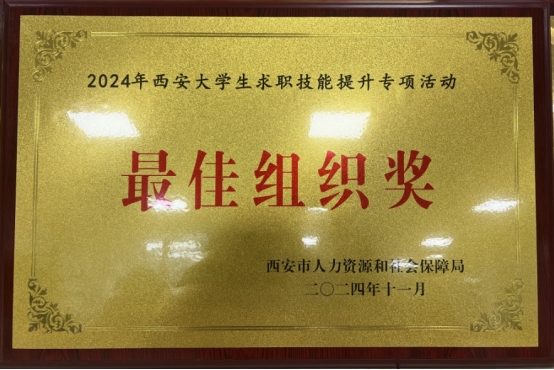 2024年西安大学生求职技能提升专项活动
最佳组织奖
西安市人力资源和社会保障局
二〇二四年十一月